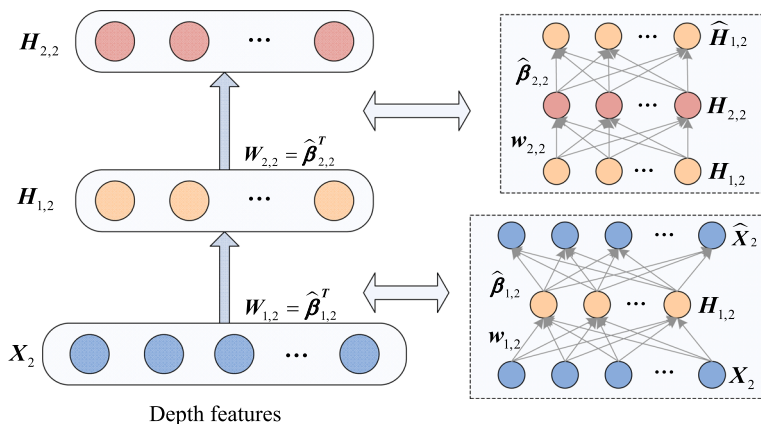 H₂,₂
...
W₂,₂ = β̂ᵀ₂,₂
H₁,₂
...
W₁,₂ = β̂ᵀ₁,₂
X₂
...
Depth features
... Ĥ₁,₂
β̂₂,₂
... H₂,₂
w₂,₂
... H₁,₂
... X̂₂
β̂₁,₂
... H₁,₂
w₁,₂
... X₂